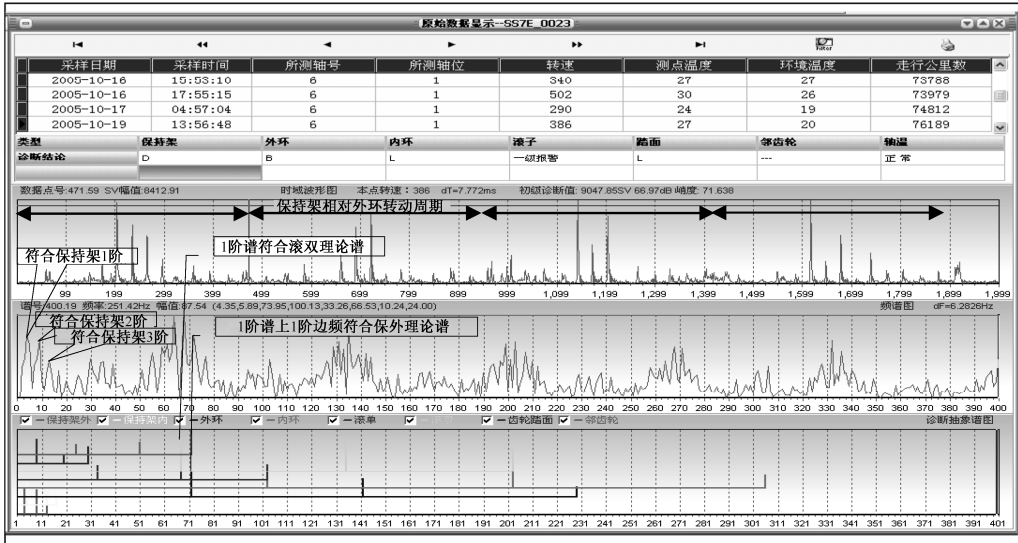 原始数据显示--SS7E_0023
Filter
采样日期 采样时间 所测轴号 所测轴位 转速 测点温度 环境温度 走行公里数
2005-10-16 15:53:10 6 1 340 27 27 73788
2005-10-16 17:55:15 6 1 502 30 26 73979
2005-10-17 04:57:04 6 1 290 24 19 74812
2005-10-19 13:56:48 6 1 386 27 20 76189
类型 保持架 外环 内环 滚子 踏面 邻齿轮 轴温
诊断结论 D B L 一级报警 L --- 正 常
数据点号:471.59 SV幅值:8412.91 时域波形图 本点转速：386 dT=7.772ms 初级诊断值: 9047.85SV 66.97dB 峭度: 71.638
保持架相对外环转动周期
1阶谱符合滚双理论谱
符合保持架1阶
99 199 299 399 499 599 699 799 899 999 1,099 1,199 1,299 1,399 1,499 1,599 1,699 1,799 1,899 1,999
谱号:400.19 频率:251.42Hz 幅值:87.54 (4.35,5.89,73.95,100.13,33.26,66.53,10.24,24.00) 频谱图 dF=6.2826Hz
符合保持架2阶
1阶谱上1阶边频符合保外理论谱
符合保持架3阶
0 10 20 30 40 50 60 70 80 90 100 110 120 130 140 150 160 170 180 190 200 210 220 230 240 250 260 270 280 290 300 310 320 330 340 350 360 370 380 390 400
保持架外 保持架内 外环 内环 滚单 齿轮踏面 邻齿轮 诊断抽象谱图
1 11 21 31 41 51 61 71 81 91 101 111 121 131 141 151 161 171 181 191 201 211 221 231 241 251 261 271 281 291 301 311 321 331 341 351 361 371 381 391 401